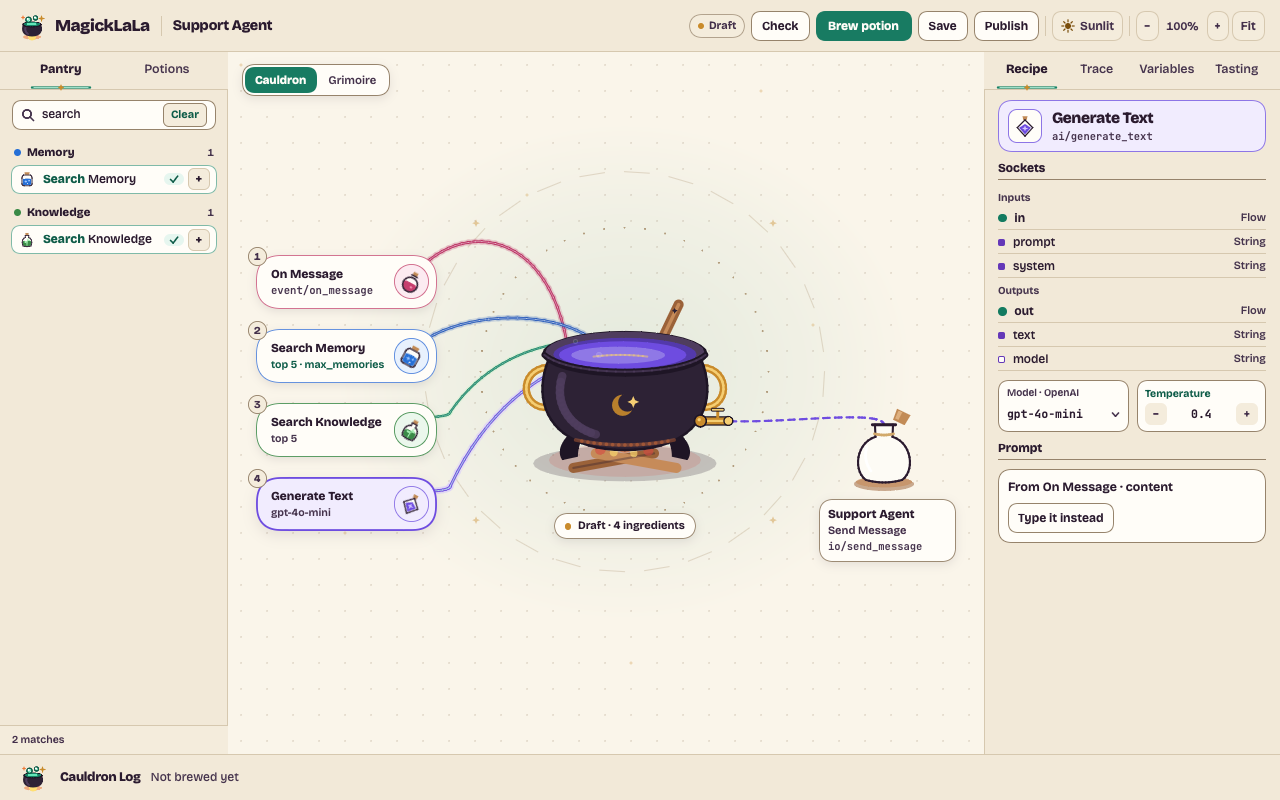 MagickLaLa
Support Agent
Draft
Check
Brew potion
Save
Publish
Sunlit
−
100%
+
Fit
Pantry
Potions
search
Clear
Memory
1
Search Memory
+
Knowledge
1
Search Knowledge
+
2 matches
Cauldron
Grimoire
1
On Message
event/on_message
2
Search Memory
top 5 · max_memories
3
Search Knowledge
top 5
4
Generate Text
gpt-4o-mini
Draft · 4 ingredients
Support Agent
Send Message
io/send_message
Recipe
Trace
Variables
Tasting
Generate Text
ai/generate_text
Sockets
Inputs
in
Flow
prompt
String
system
String
Outputs
out
Flow
text
String
model
String
Model · OpenAI
gpt-4o-mini
Temperature
−
0.4
+
Prompt
From On Message · content
Type it instead
Cauldron Log
Not brewed yet